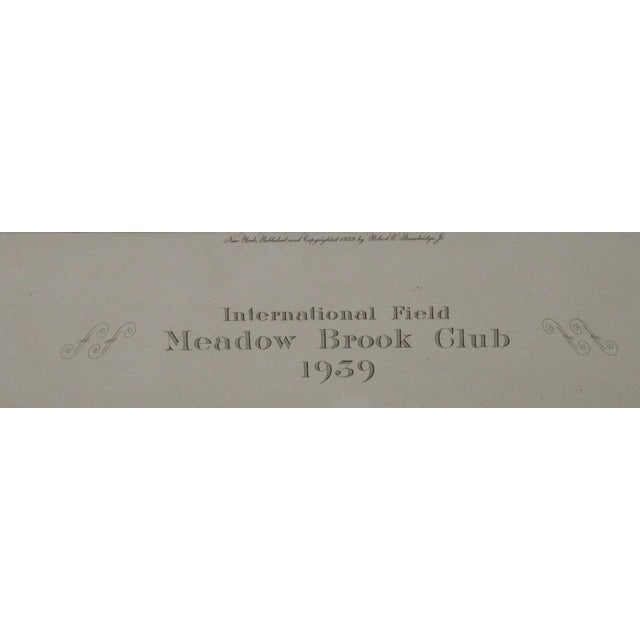 New York, Published and Copyrighted 1939 by Robert E. Strawbridge, Jr.
International Field
Meadow Brook Club
1939